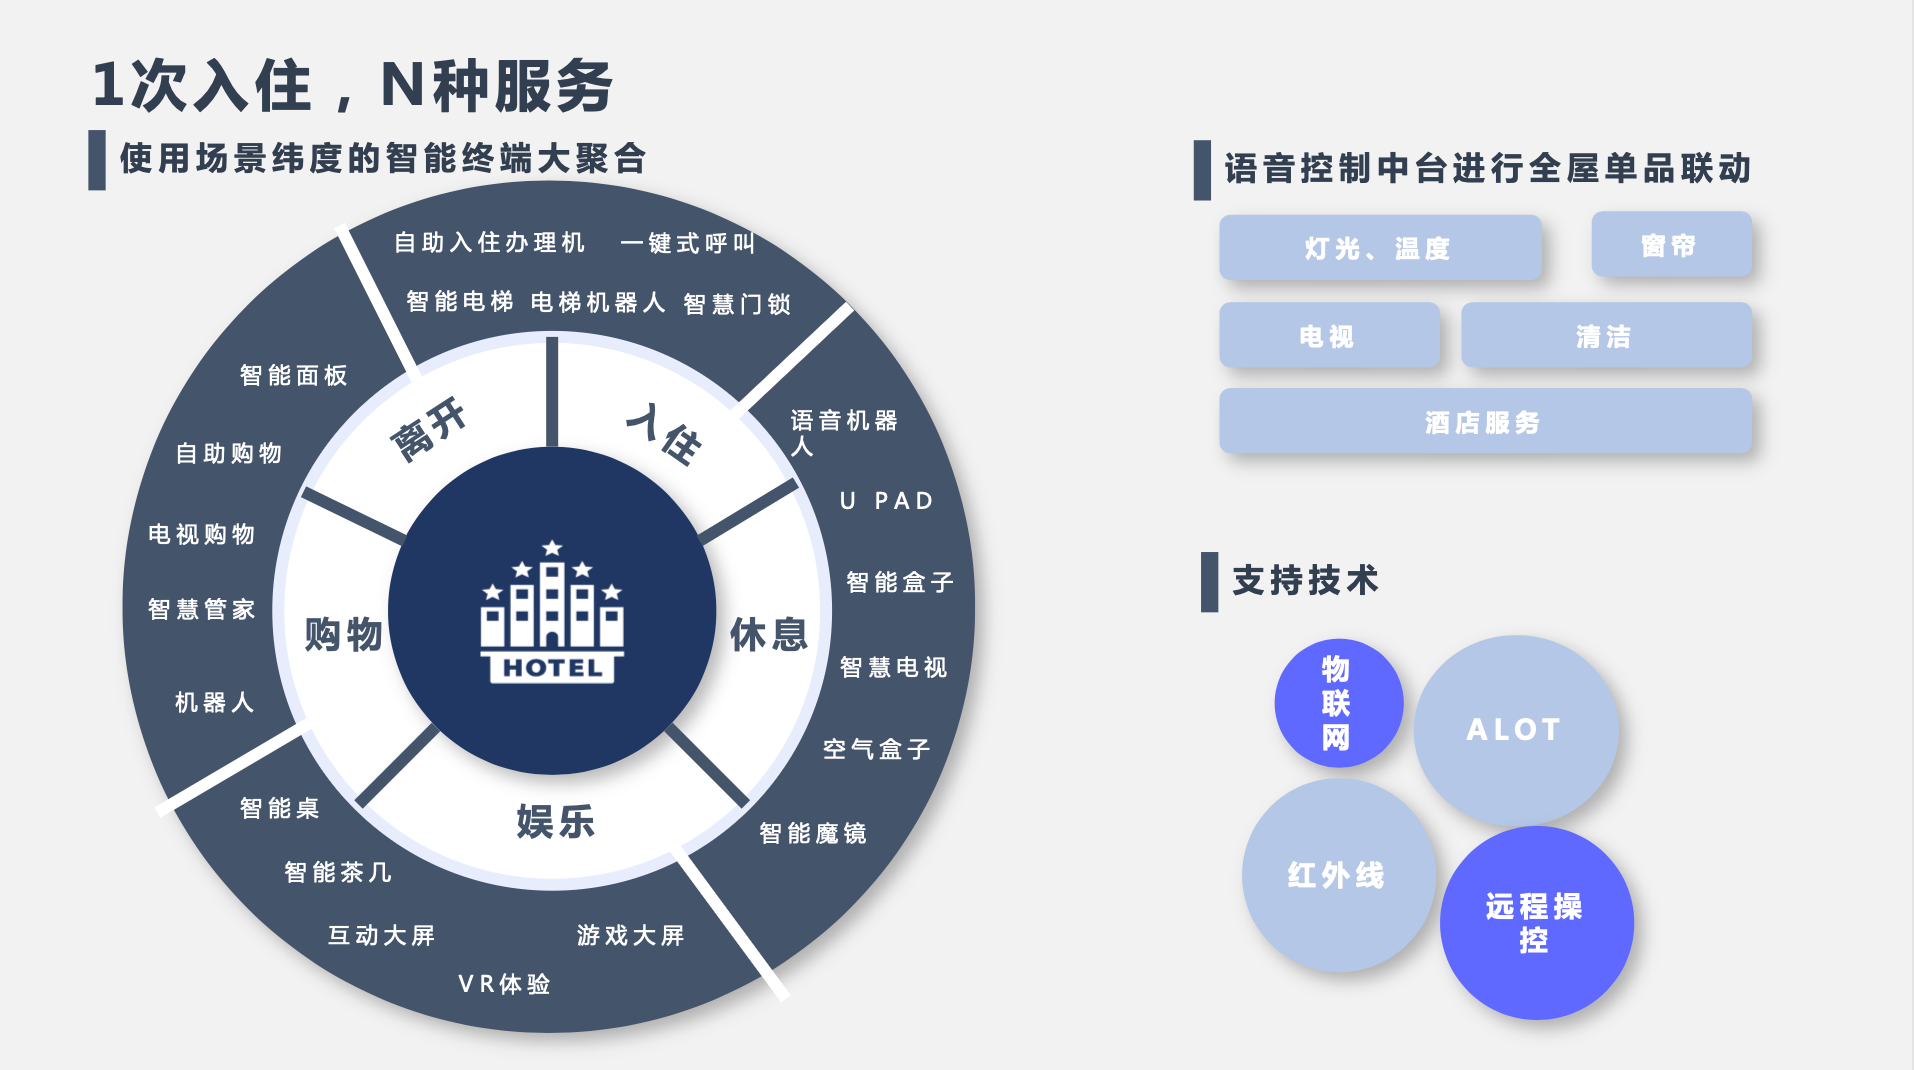 1次入住，N种服务
使用场景纬度的智能终端大聚合
自助入住办理机
一键式呼叫
智能电梯
电梯机器人
智慧门锁
语音机器
人
U PAD
智能盒子
智慧电视
空气盒子
智能魔镜
游戏大屏
VR体验
互动大屏
智能茶几
智能桌
机器人
智慧管家
电视购物
自助购物
智能面板
离开
入住
休息
娱乐
购物
HOTEL
语音控制中台进行全屋单品联动
灯光、温度
窗帘
电视
清洁
酒店服务
支持技术
物
联
网
ALOT
红外线
远程操
控